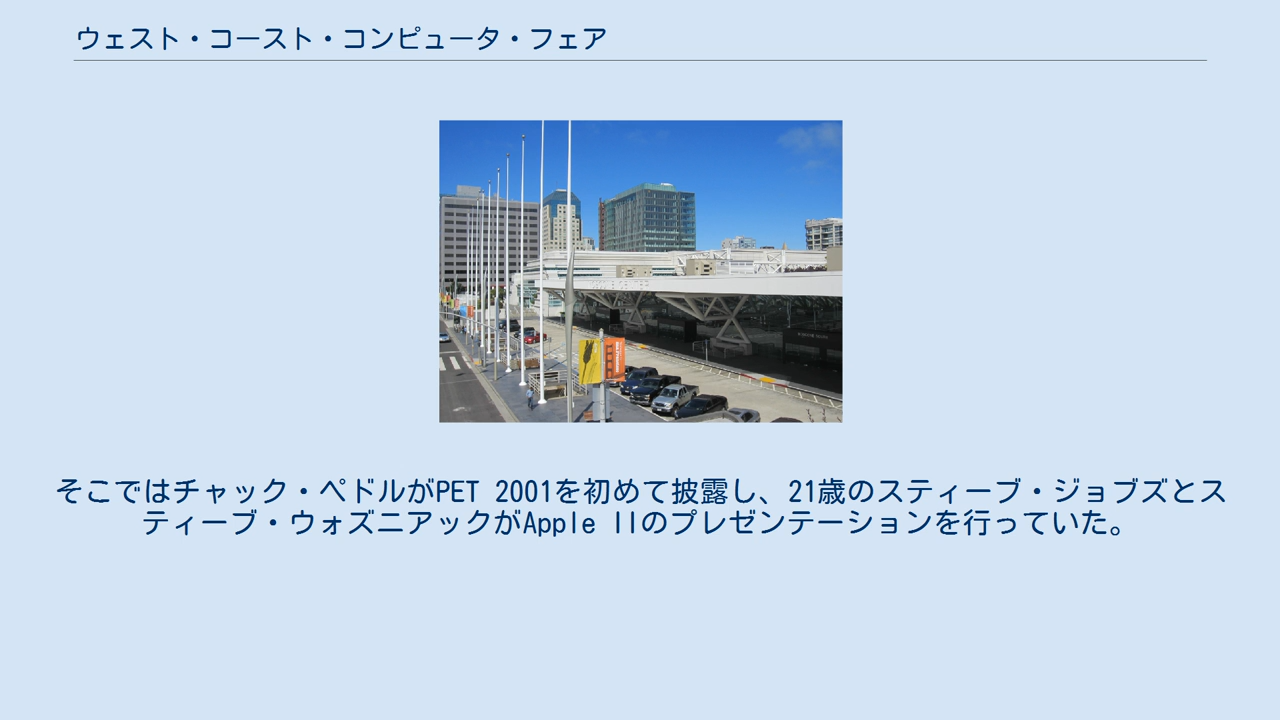 ウェスト・コースト・コンピュータ・フェア
そこではチャック・ペドルがPET 2001を初めて披露し、21歳のスティーブ・ジョブズとス
ティーブ・ウォズニアックがApple IIのプレゼンテーションを行っていた。